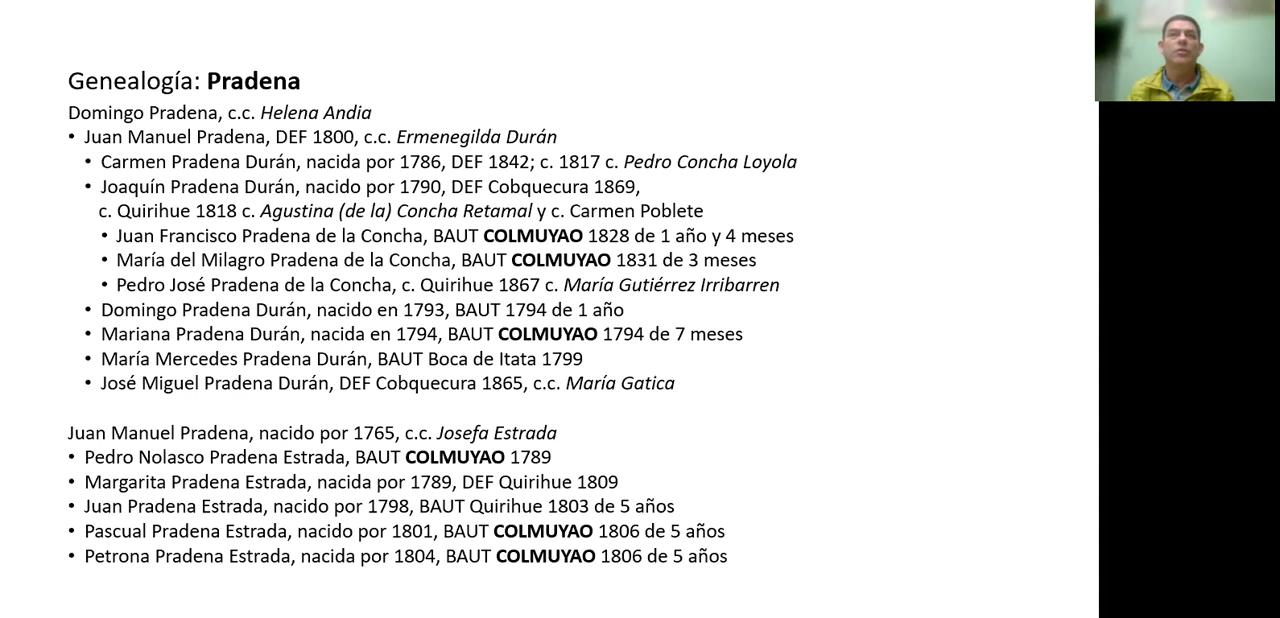 Genealogía: Pradena
Domingo Pradena, c.c. Helena Andia
• Juan Manuel Pradena, DEF 1800, c.c. Ermenegilda Durán
• Carmen Pradena Durán, nacida por 1786, DEF 1842; c. 1817 c. Pedro Concha Loyola
• Joaquín Pradena Durán, nacido por 1790, DEF Cobquecura 1869,
c. Quirihue 1818 c. Agustina (de la) Concha Retamal y c. Carmen Poblete
• Juan Francisco Pradena de la Concha, BAUT COLMUYAO 1828 de 1 año y 4 meses
• María del Milagro Pradena de la Concha, BAUT COLMUYAO 1831 de 3 meses
• Pedro José Pradena de la Concha, c. Quirihue 1867 c. María Gutiérrez Irribarren
• Domingo Pradena Durán, nacido en 1793, BAUT 1794 de 1 año
• Mariana Pradena Durán, nacida en 1794, BAUT COLMUYAO 1794 de 7 meses
• María Mercedes Pradena Durán, BAUT Boca de Itata 1799
• José Miguel Pradena Durán, DEF Cobquecura 1865, c.c. María Gatica
Juan Manuel Pradena, nacido por 1765, c.c. Josefa Estrada
• Pedro Nolasco Pradena Estrada, BAUT COLMUYAO 1789
• Margarita Pradena Estrada, nacida por 1789, DEF Quirihue 1809
• Juan Pradena Estrada, nacido por 1798, BAUT Quirihue 1803 de 5 años
• Pascual Pradena Estrada, nacido por 1801, BAUT COLMUYAO 1806 de 5 años
• Petrona Pradena Estrada, nacida por 1804, BAUT COLMUYAO 1806 de 5 años